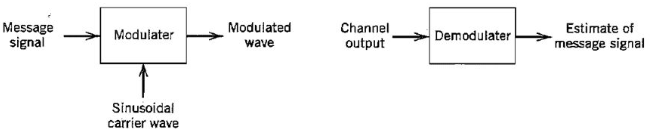 Message
signal
Modulater
Modulated
wave
Sinusoidal
carrier wave
Channel
output
Demodulater
Estimate of
message signal